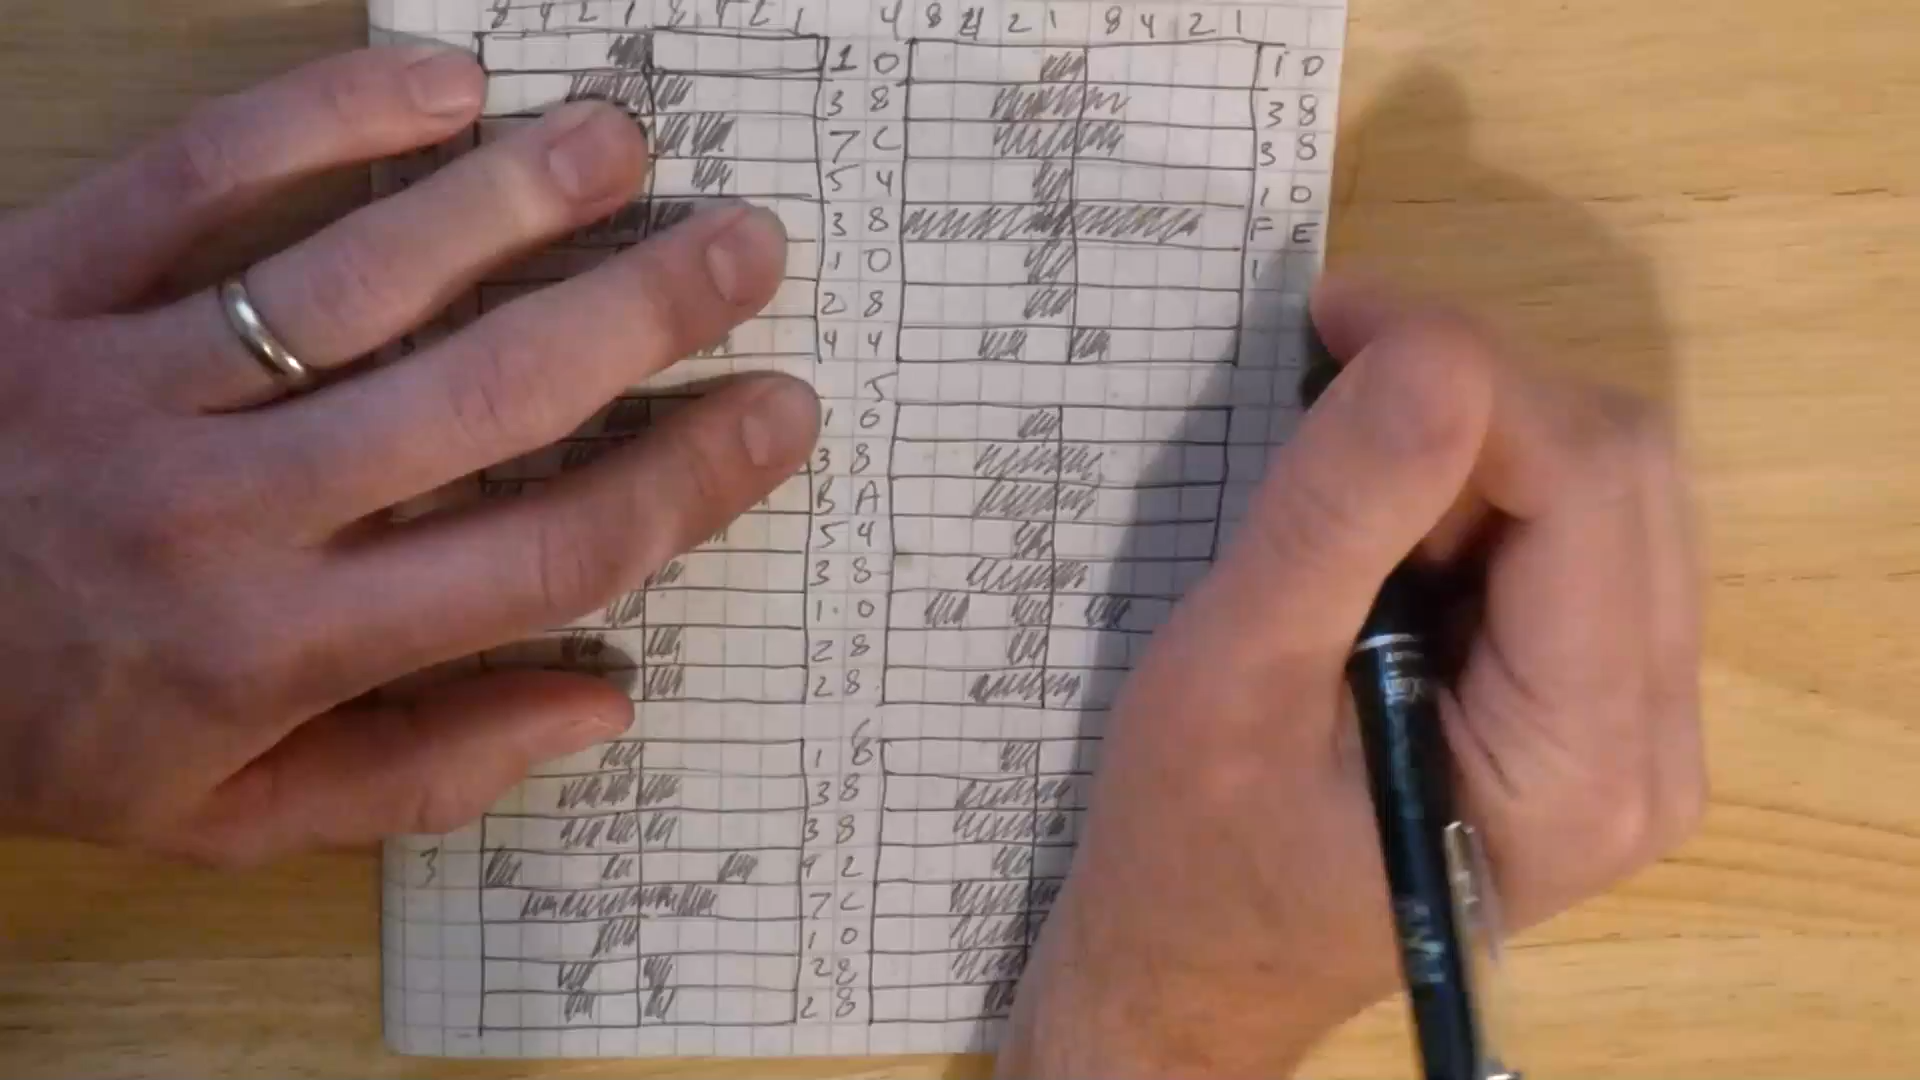 8 4 2 1 8 4 2 1 4 8 4 2 1 8 4 2 1
1 0 1 0
3 8 3 8
7 C 3 8
5 4 1 0
3 8 F E
1 0 1
2 8
4 4
5
1 0
3 8
B A
5 4
3 8
1 0
2 8
2 8
6
1 8
3 8
3 8
3 9 2
7 C
1 0
2 8
2 8